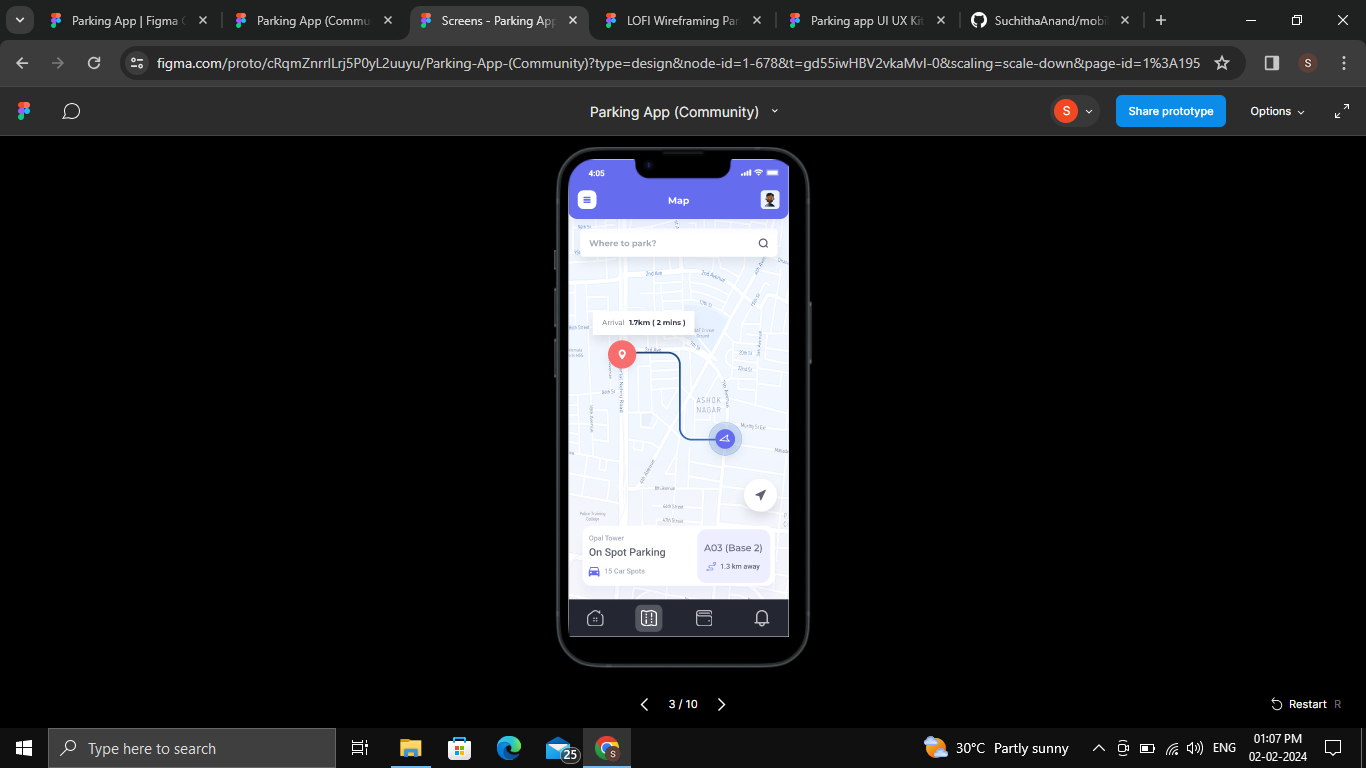 Parking App | Figma C
Parking App (Commu
Screens - Parking App
LOFI Wireframing Par
Parking app UI UX Kit
SuchithaAnand/mobil
figma.com/proto/cRqmZnrrILrj5P0yL2uuyu/Parking-App-(Community)?type=design&node-id=1-678&t=gd55iwHBV2vkaMvl-0&scaling=scale-down&page-id=1%3A195
S
Parking App (Community)
S
Share prototype
Options
4:05
Map
Where to park?
2nd Ave
2nd Avenue
Arrival 1.7km ( 2 mins )
3rd Ave
ASHOK
NAGAR
Opal Tower
On Spot Parking
15 Car Spots
A03 (Base 2)
1.3 km away
3 / 10
Restart R
Type here to search
25
S
30°C Partly sunny
ENG
01:07 PM
02-02-2024